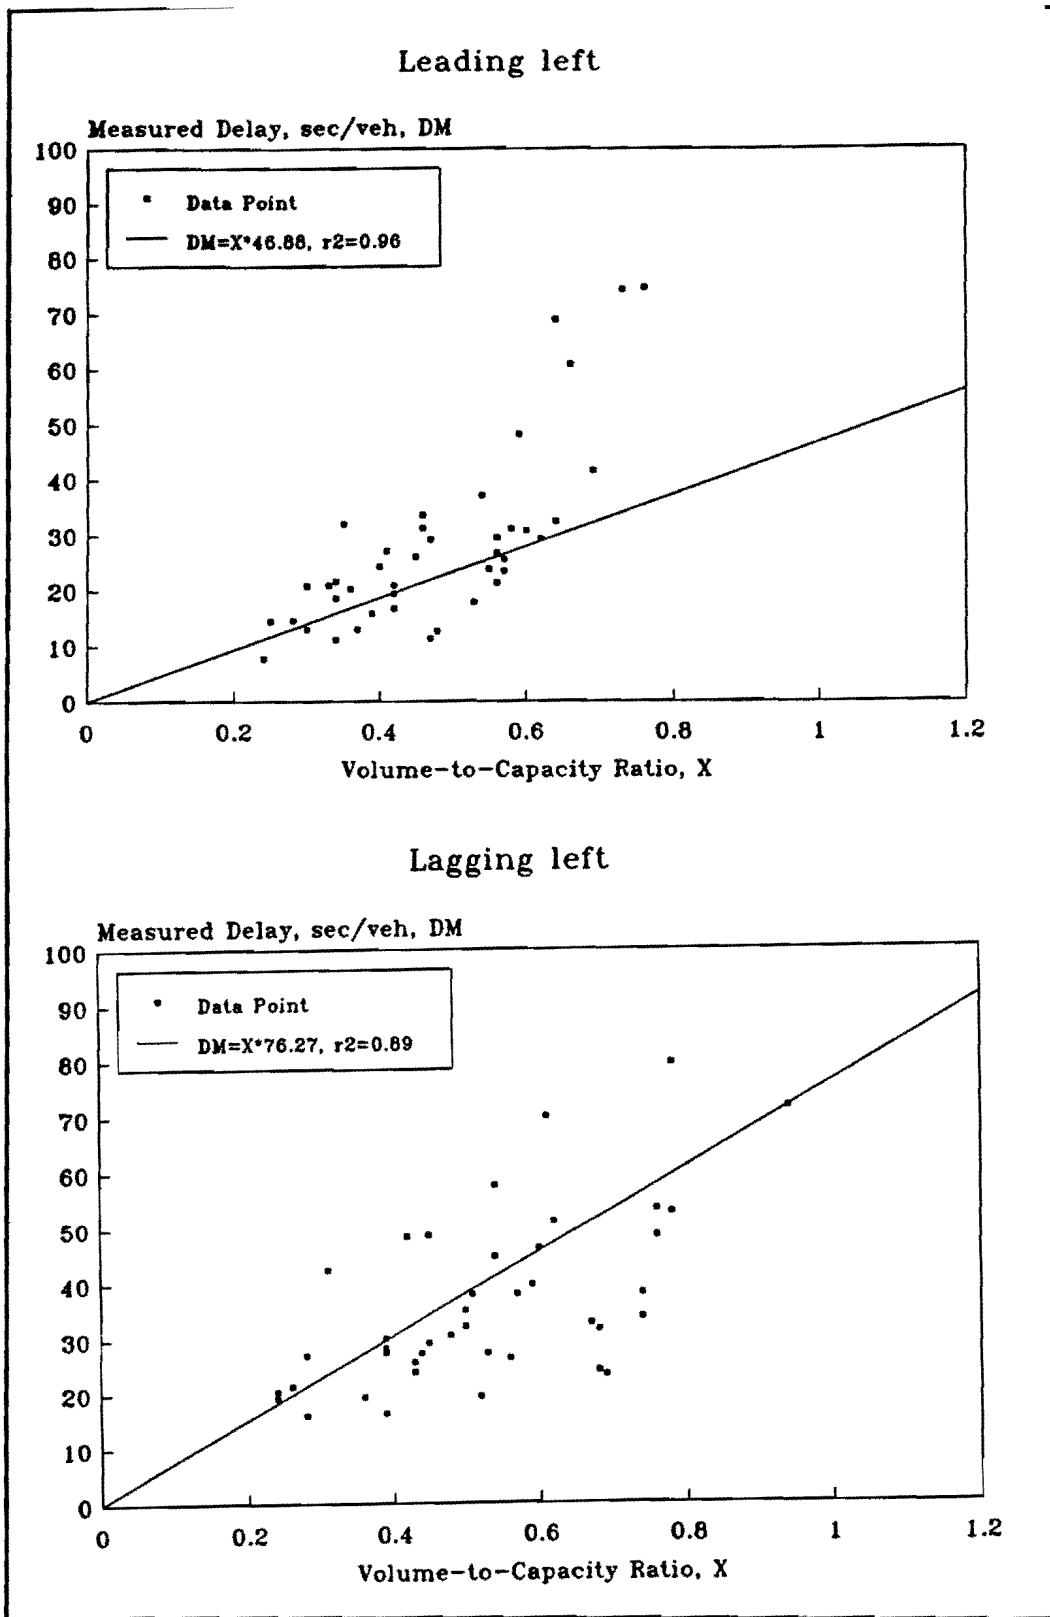 Leading left
Measured Delay, sec/veh, DM
100
90
80
70
60
50
40
30
20
10
0
Data Point
DM=X*46.88, r2=0.96
0 0.2 0.4 0.6 0.8 1 1.2
Volume-to-Capacity Ratio, X
Lagging left
Measured Delay, sec/veh, DM
100
90
80
70
60
50
40
30
20
10
0
Data Point
DM=X*76.27, r2=0.89
0 0.2 0.4 0.6 0.8 1 1.2
Volume-to-Capacity Ratio, X